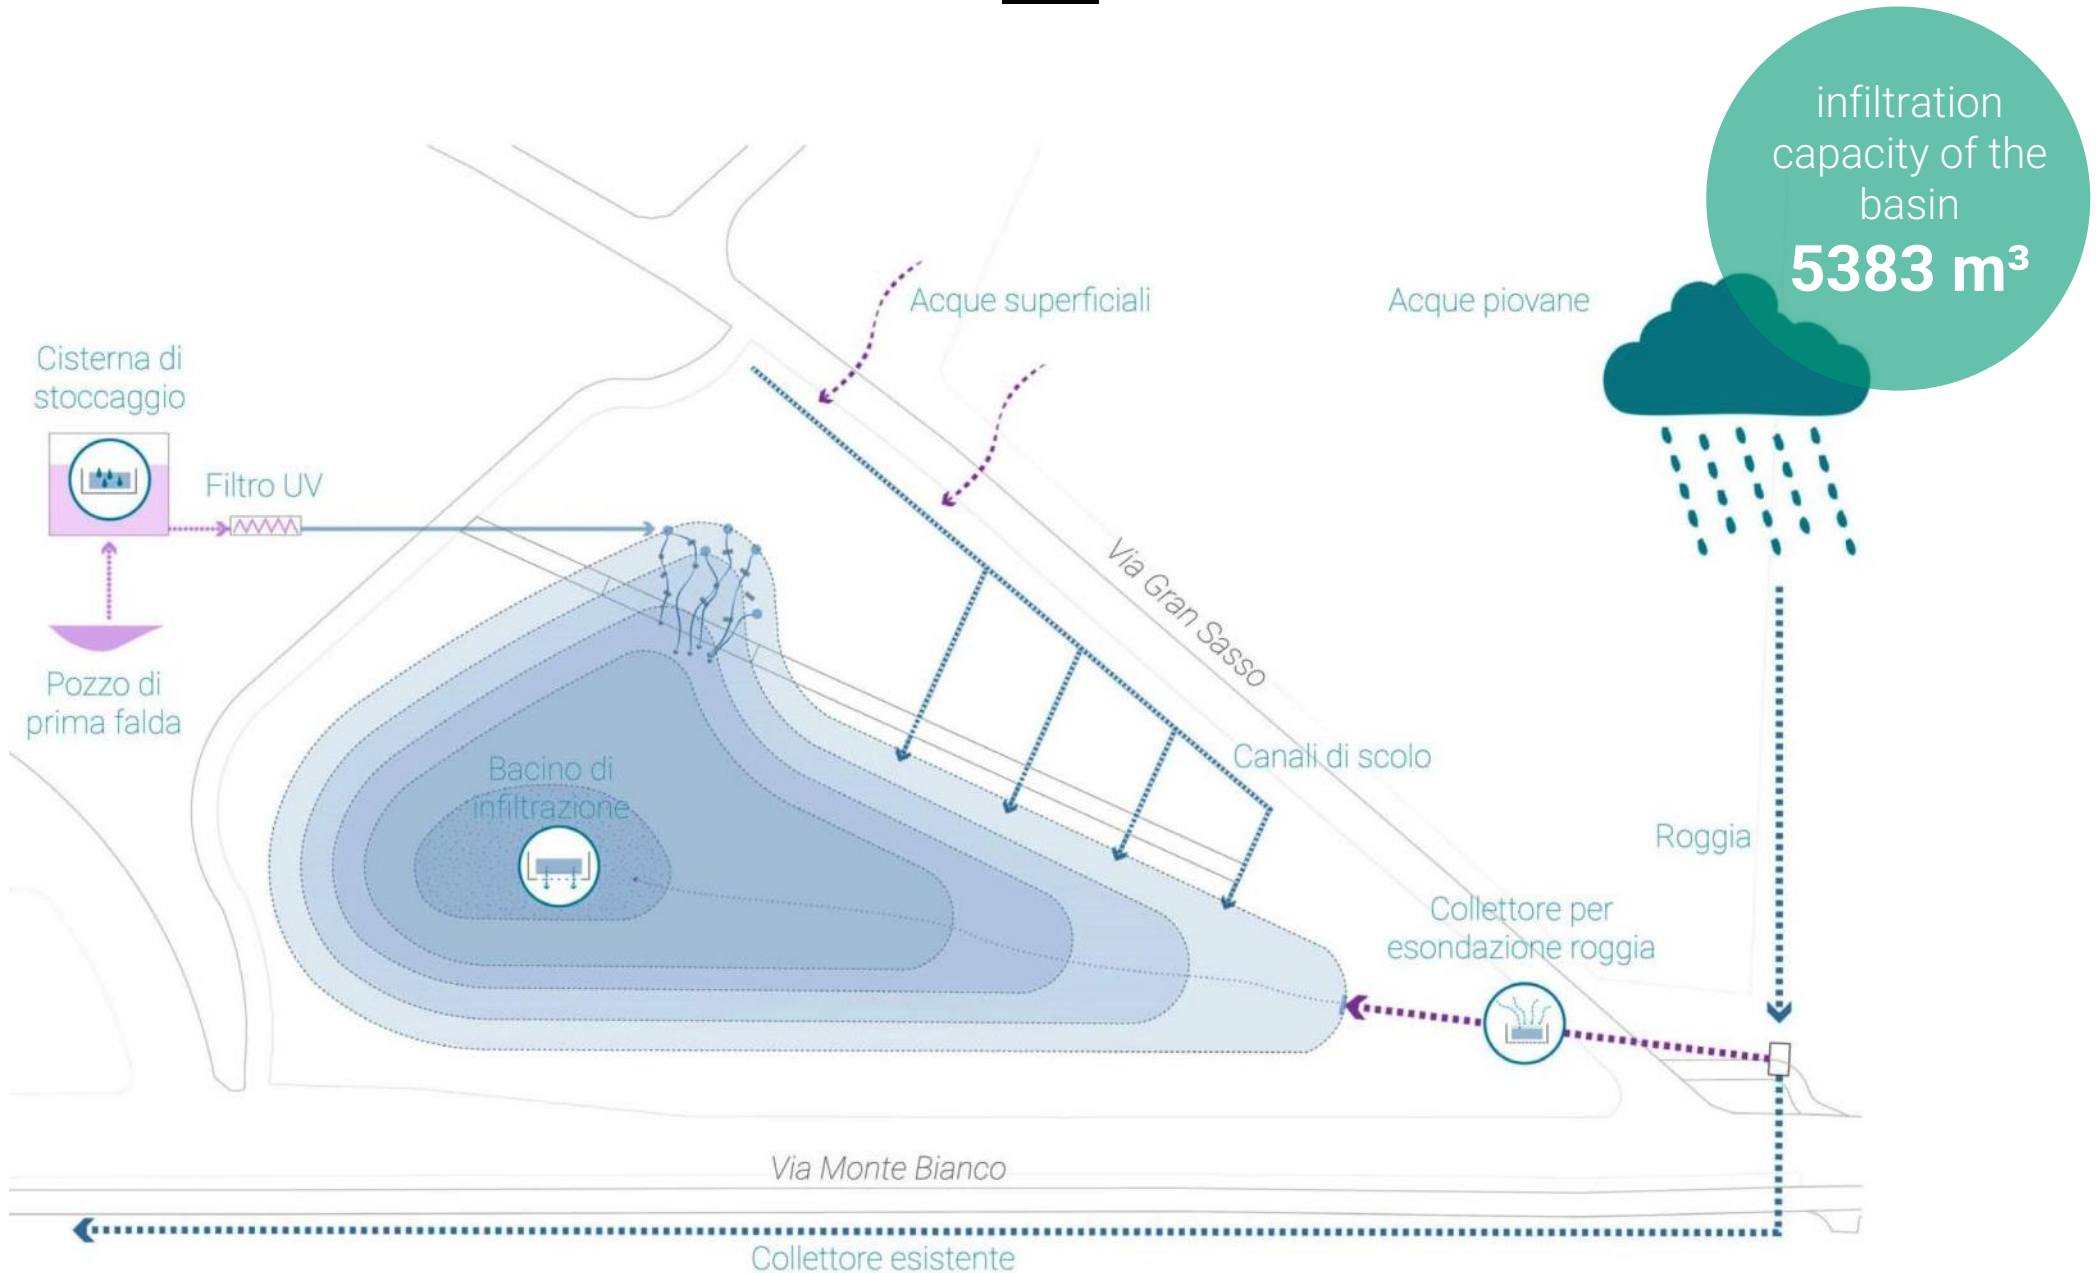 infiltration
capacity of the
basin
5383 m³
Acque superficiali
Acque piovane
Cisterna di
stoccaggio
Filtro UV
Via Gran Sasso
Pozzo di
prima falda
Bacino di
infiltrazione
Canali di scolo
Roggia
Collettore per
esondazione roggia
Via Monte Bianco
Collettore esistente